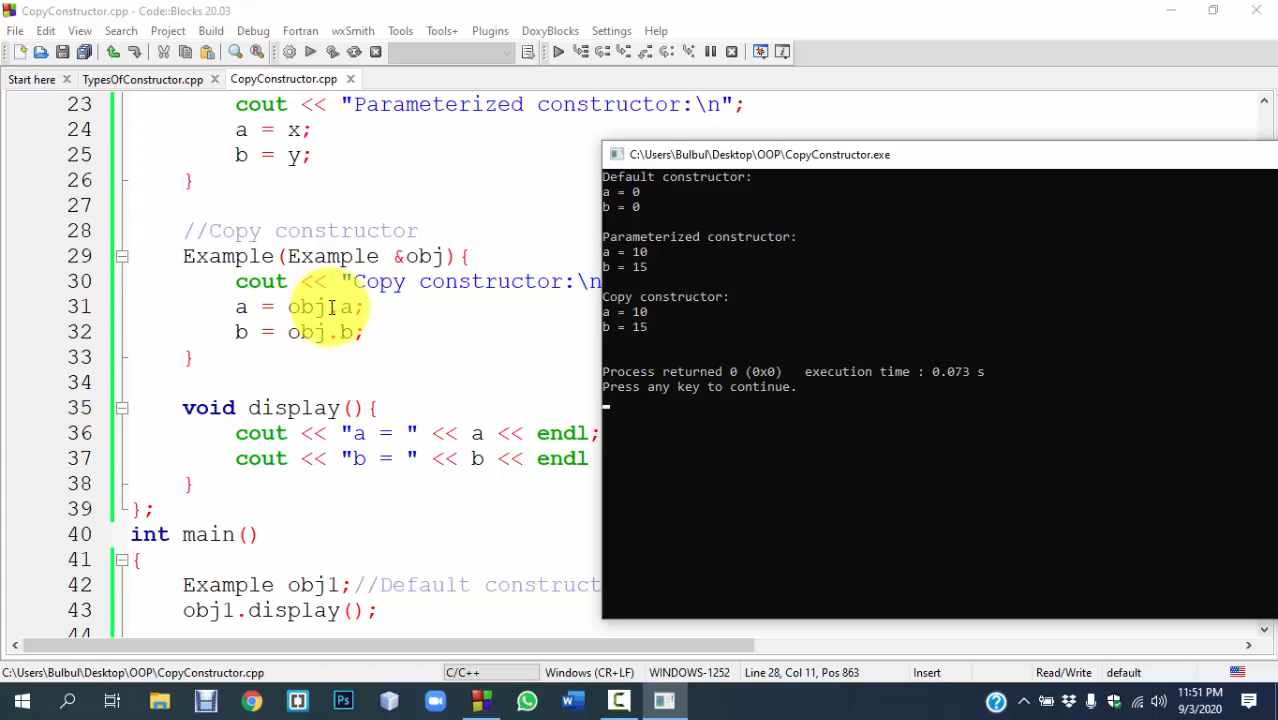 CopyConstructor.cpp - Code::Blocks 20.03
File Edit View Search Project Build Debug Fortran wxSmith Tools Tools+ Plugins DoxyBlocks Settings Help
Start here TypesOfConstructor.cpp CopyConstructor.cpp
23 cout << "Parameterized constructor:\n";
24 a = x;
25 b = y;
26 }
27
28 //Copy constructor
29 Example(Example &obj){
30 cout << "Copy constructor:\n
31 a = obj.a;
32 b = obj.b;
33 }
34
35 void display(){
36 cout << "a = " << a << endl;
37 cout << "b = " << b << endl
38 }
39 };
40 int main()
41 {
42 Example obj1;//Default construct
43 obj1.display();
44
C:\Users\Bulbul\Desktop\OOP\CopyConstructor.exe
Default constructor:
a = 0
b = 0
Parameterized constructor:
a = 10
b = 15
Copy constructor:
a = 10
b = 15
Process returned 0 (0x0) execution time : 0.073 s
Press any key to continue.
C:\Users\Bulbul\Desktop\OOP\CopyConstructor.cpp C/C++ Windows (CR+LF) WINDOWS-1252 Line 28, Col 11, Pos 863 Insert Read/Write default
Ps
11:51 PM
9/3/2020